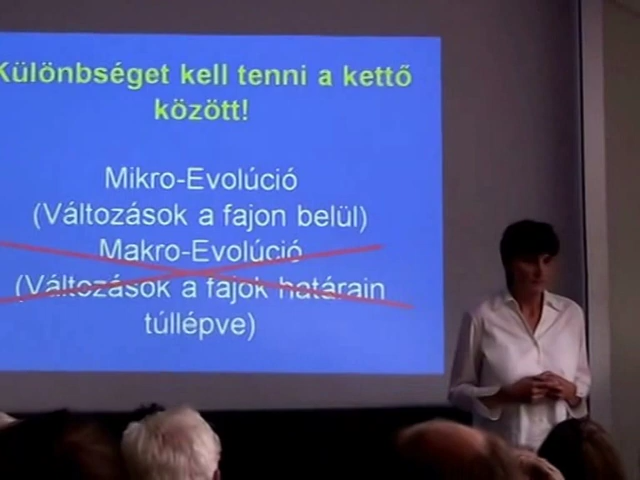 Különbséget kell tenni a kettő
között!
Mikro-Evolúció
(Változások a fajon belül)
Makro-Evolúció
(Változások a fajok határain
túllépve)